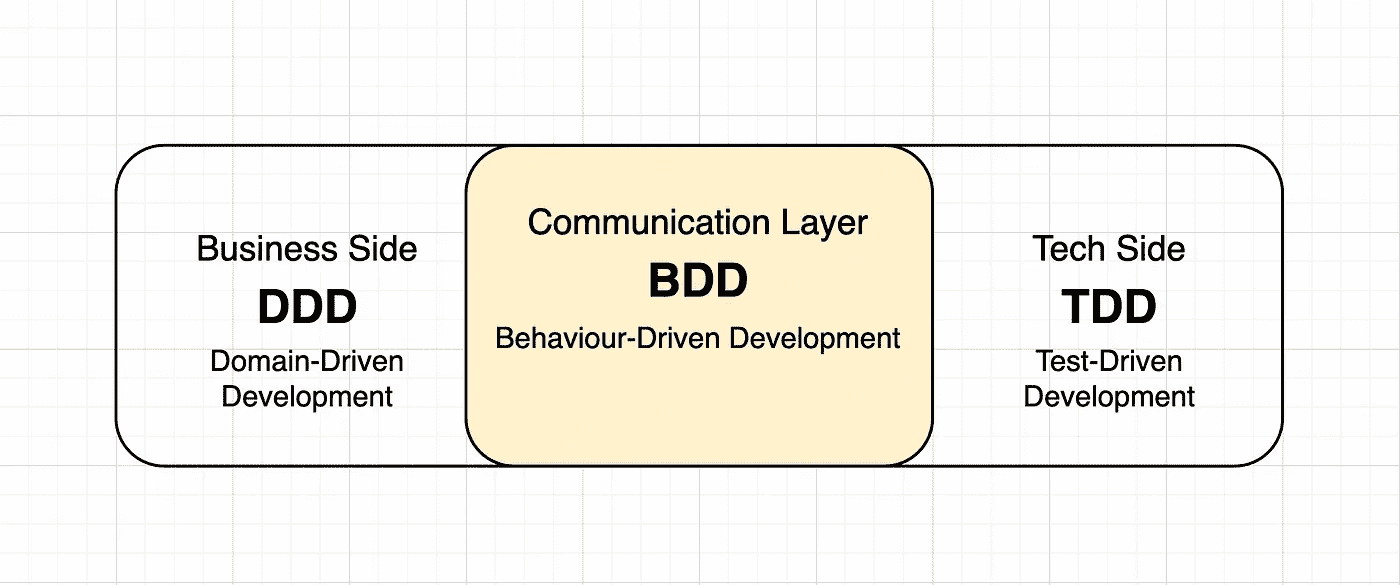 Business Side
DDD
Domain-Driven
Development
Communication Layer
BDD
Behaviour-Driven Development
Tech Side
TDD
Test-Driven
Development